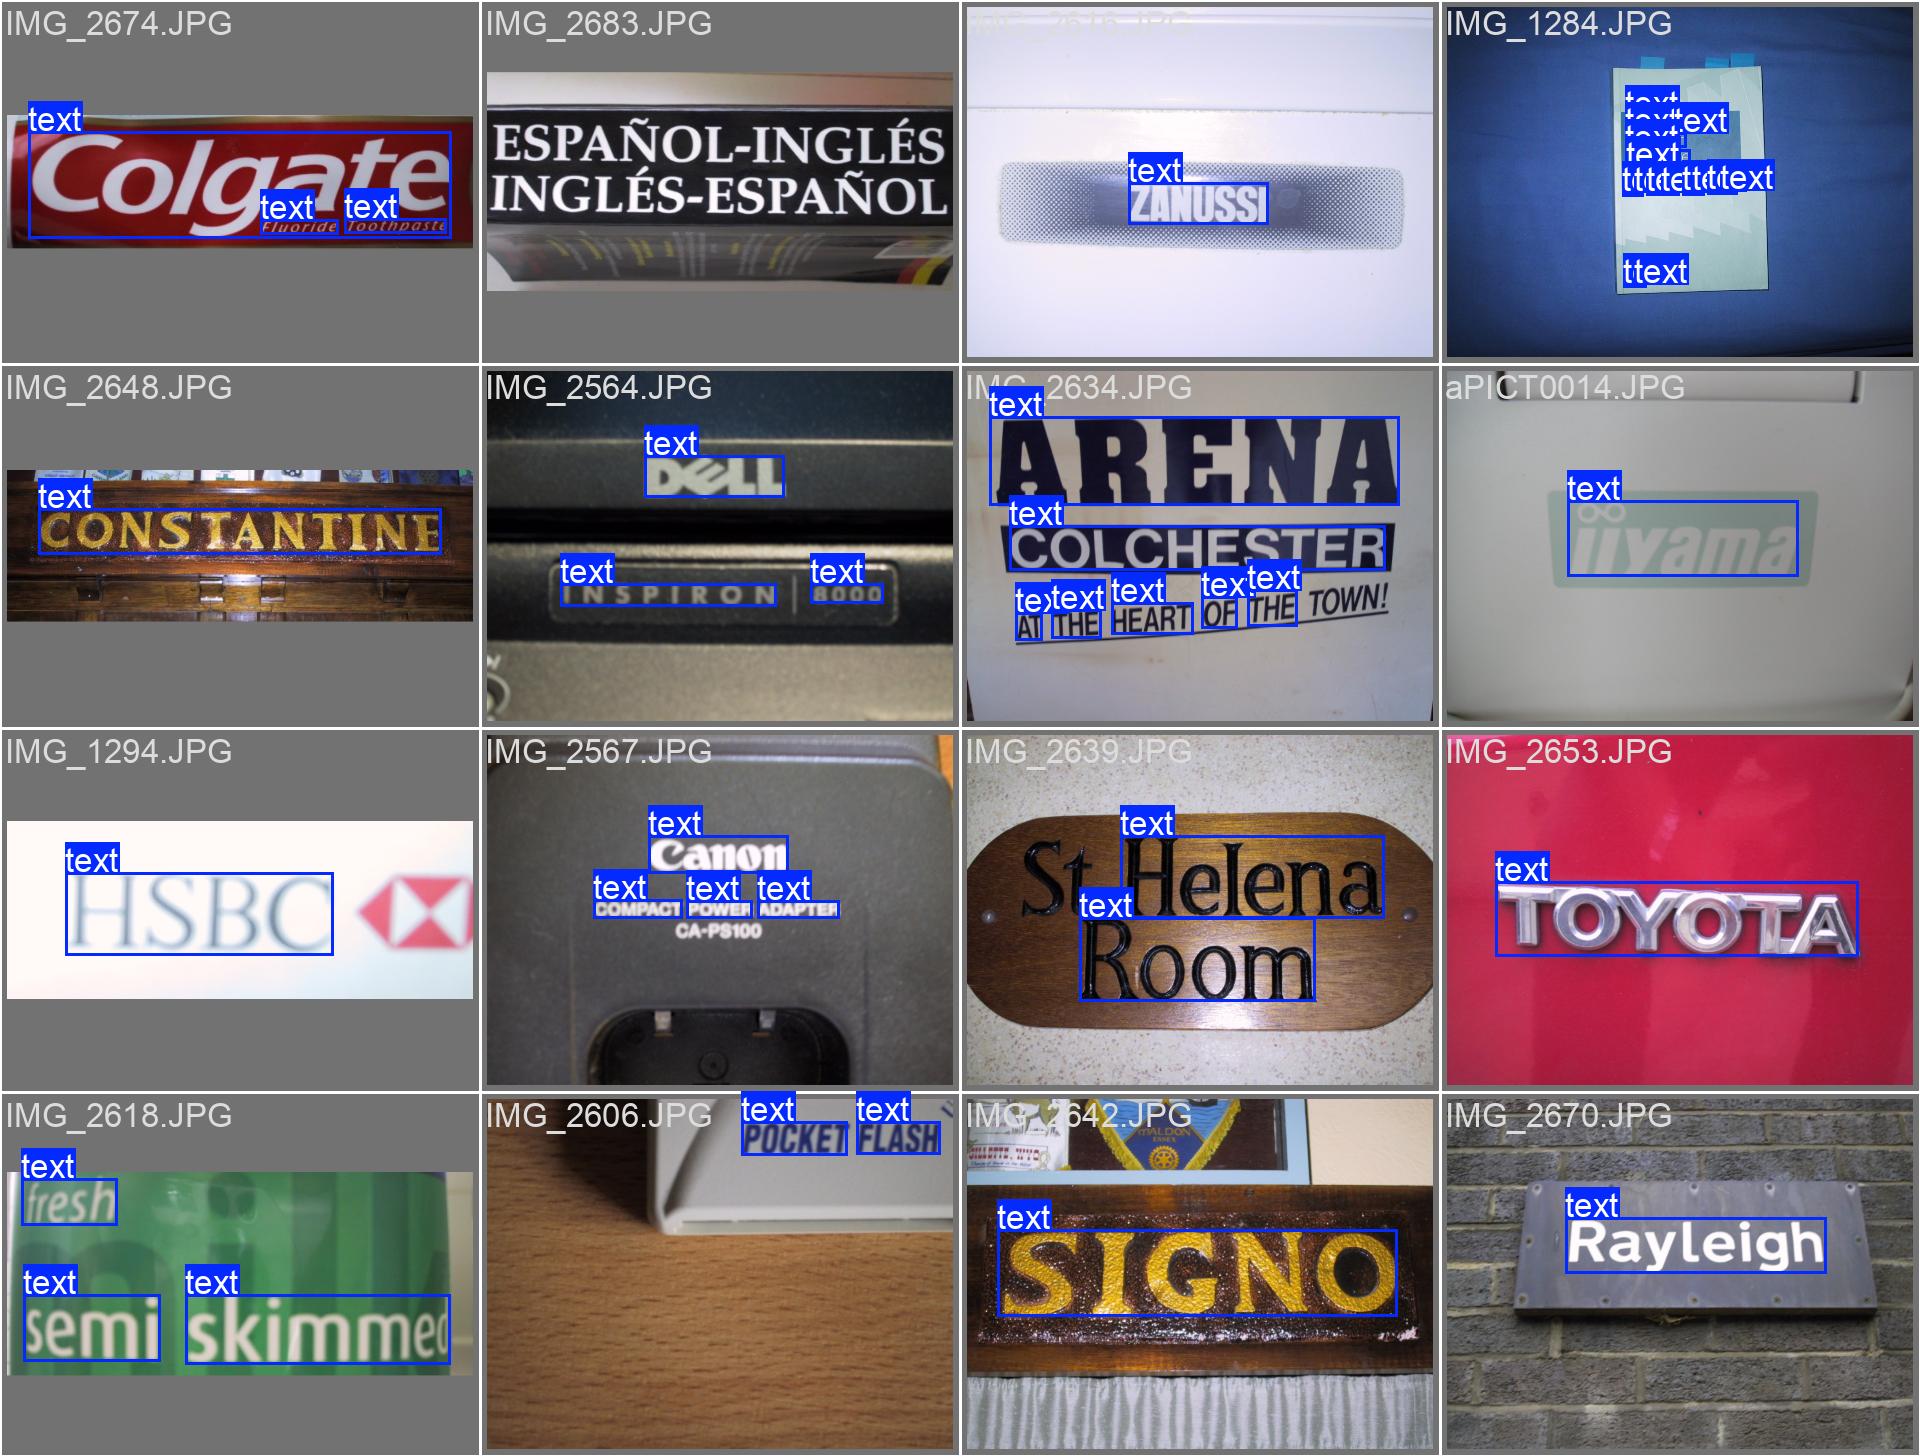 IMG_2674.JPG
text
Colgate
text text
Fluoride Toothpaste
IMG_2683.JPG
ESPAÑOL-INGLÉS
INGLÉS-ESPAÑOL
text
ZANUSSI
IMG_1284.JPG
text
text
text
text
text
text
IMG_2648.JPG
text
CONSTANTINE
IMG_2564.JPG
text
DELL
text text
INSPIRON 8000
IMG_2634.JPG
text
ARENA
text
COLCHESTER
text text text text
AT THE HEART OF THE TOWN!
aPICT0014.JPG
text
iiyama
IMG_1294.JPG
text
HSBC
IMG_2567.JPG
text
Canon
text text text
COMPACT POWER ADAPTER
CA-PS100
IMG_2639.JPG
text
St Helena
text
Room
IMG_2653.JPG
text
TOYOTA
IMG_2618.JPG
text
fresh
text text
semi skimmed
IMG_2606.JPG
text text
POCKET FLASH
IMG_2642.JPG
MALDON
ESSEX
text
SIGNO
IMG_2670.JPG
text
Rayleigh